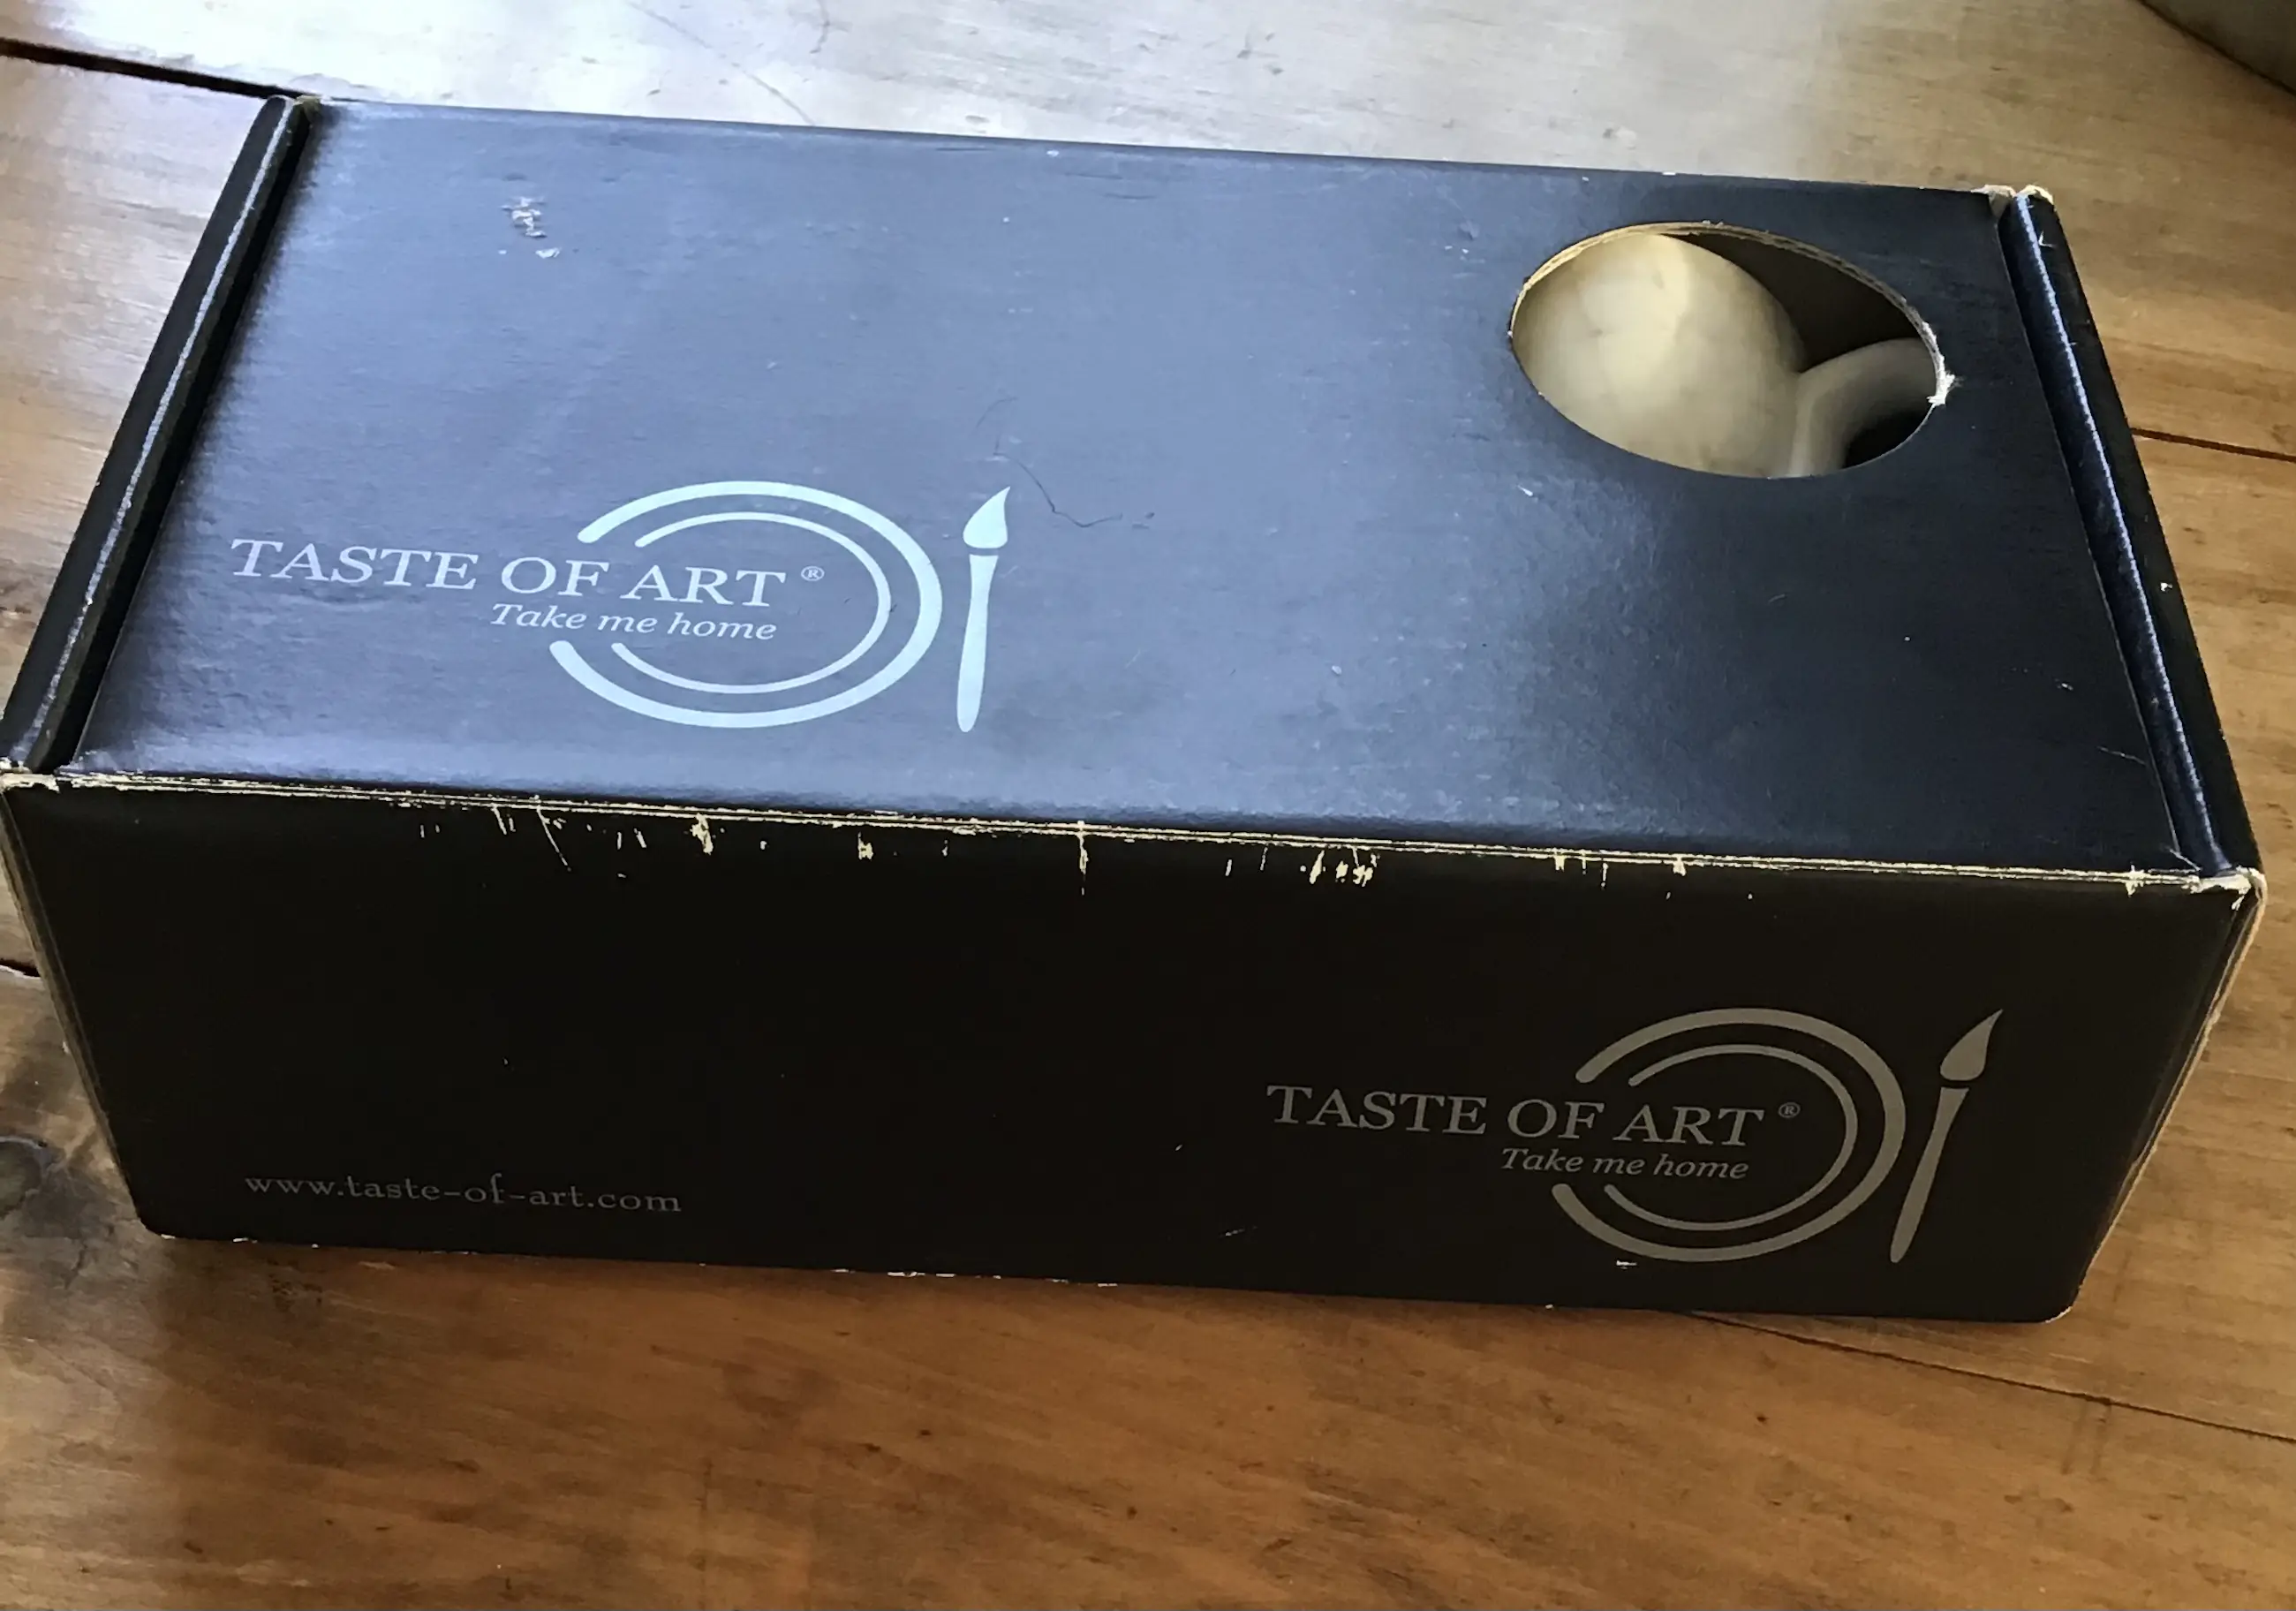 TASTE OF ART ®
Take me home
TASTE OF ART ®
Take me home
www.taste-of-art.com